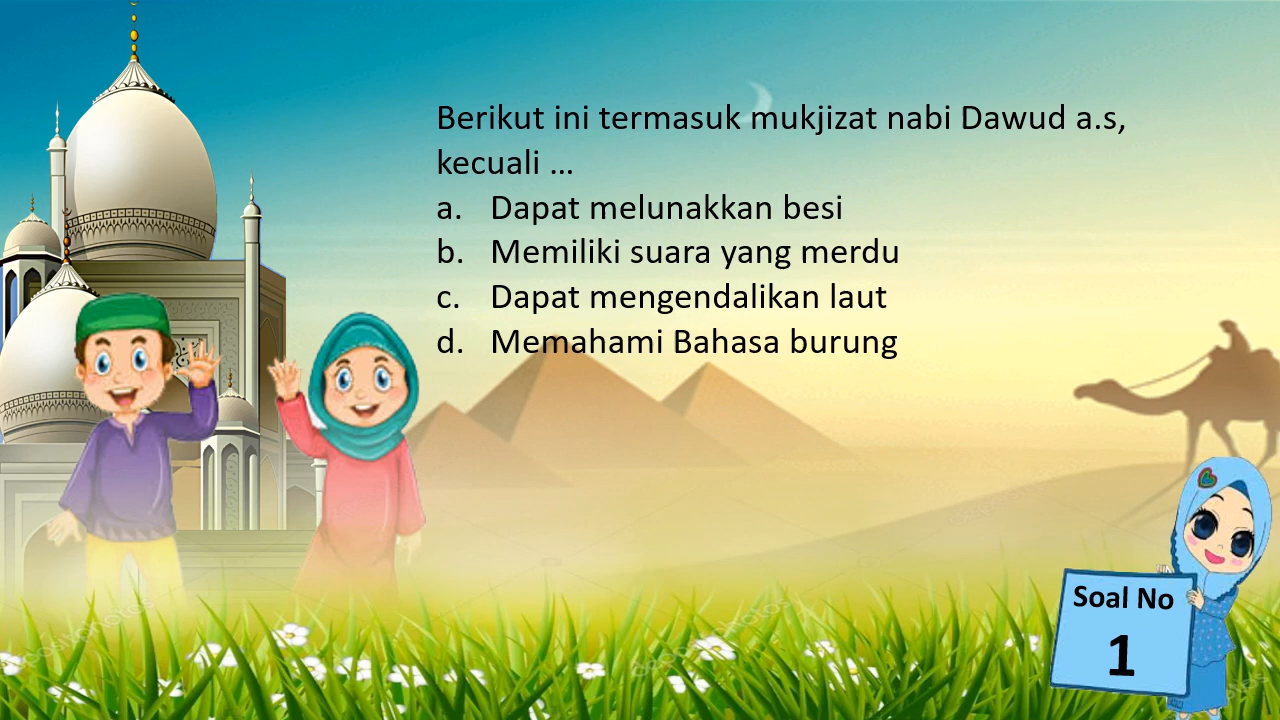 Berikut ini termasuk mukjizat nabi Dawud a.s,
kecuali …
a. Dapat melunakkan besi
b. Memiliki suara yang merdu
c. Dapat mengendalikan laut
d. Memahami Bahasa burung
Soal No
1